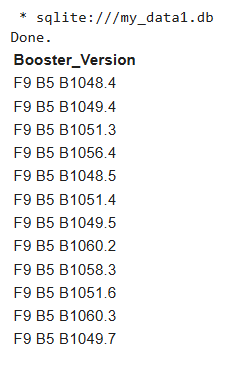 * sqlite:///my_data1.db
Done.
Booster_Version
F9 B5 B1048.4
F9 B5 B1049.4
F9 B5 B1051.3
F9 B5 B1056.4
F9 B5 B1048.5
F9 B5 B1051.4
F9 B5 B1049.5
F9 B5 B1060.2
F9 B5 B1058.3
F9 B5 B1051.6
F9 B5 B1060.3
F9 B5 B1049.7